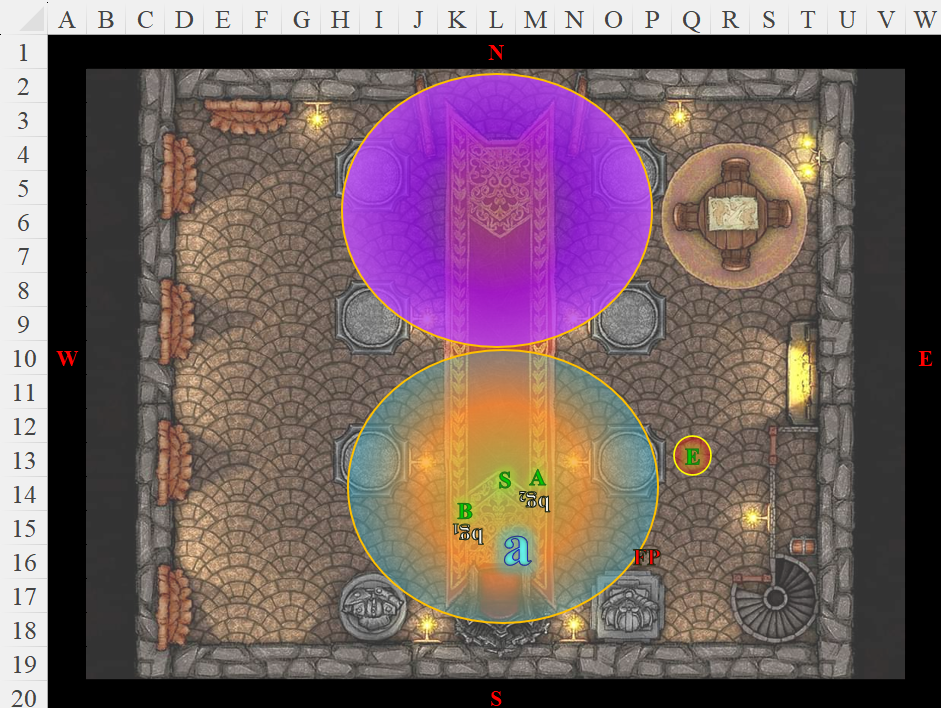 A B C D E F G H I J K L M N O P Q R S T U V W
1 N
2
3
4
5
6
7
8
9
10 W E
11
12
13 E
14 S A
15 B
16 a FP
17
18
19
20 S